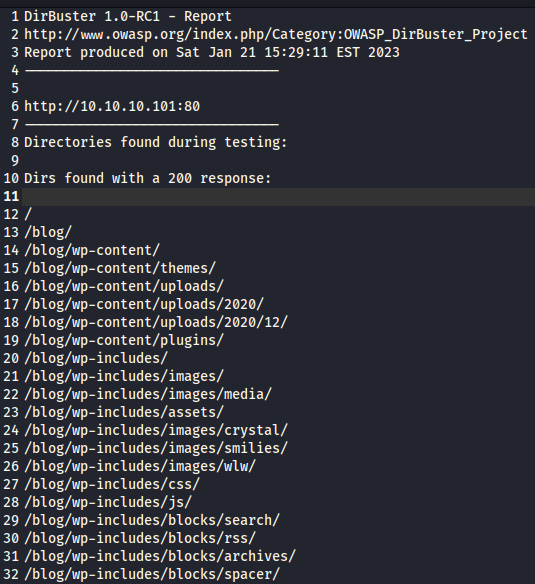 1 DirBuster 1.0-RC1 - Report
2 http://www.owasp.org/index.php/Category:OWASP_DirBuster_Project
3 Report produced on Sat Jan 21 15:29:11 EST 2023
4 --------------------------------
5
6 http://10.10.10.101:80
7 --------------------------------
8 Directories found during testing:
9
10 Dirs found with a 200 response:
11
12 /
13 /blog/
14 /blog/wp-content/
15 /blog/wp-content/themes/
16 /blog/wp-content/uploads/
17 /blog/wp-content/uploads/2020/
18 /blog/wp-content/uploads/2020/12/
19 /blog/wp-content/plugins/
20 /blog/wp-includes/
21 /blog/wp-includes/images/
22 /blog/wp-includes/images/media/
23 /blog/wp-includes/assets/
24 /blog/wp-includes/images/crystal/
25 /blog/wp-includes/images/smilies/
26 /blog/wp-includes/images/wlw/
27 /blog/wp-includes/css/
28 /blog/wp-includes/js/
29 /blog/wp-includes/blocks/search/
30 /blog/wp-includes/blocks/rss/
31 /blog/wp-includes/blocks/archives/
32 /blog/wp-includes/blocks/spacer/